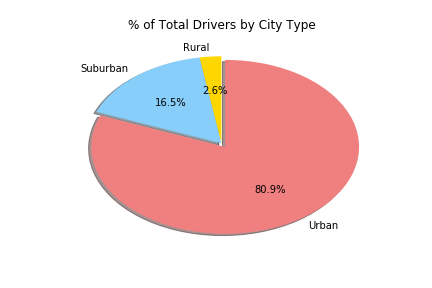 % of Total Drivers by City Type
Rural
Suburban
2.6%
16.5%
80.9%
Urban